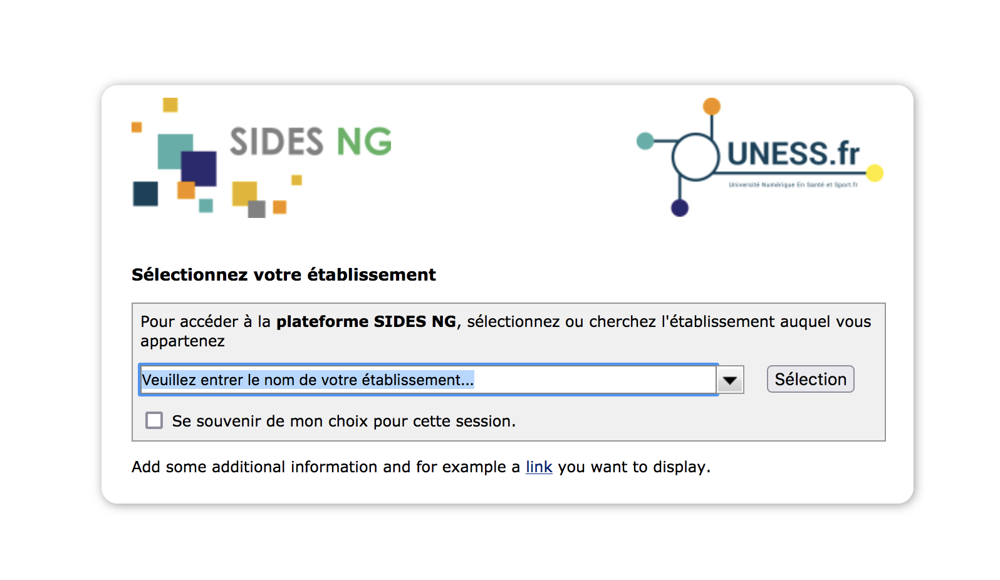 SIDES NG
UNESS.fr
Université Numérique En Santé et Sport.fr
Sélectionnez votre établissement
Pour accéder à la plateforme SIDES NG, sélectionnez ou cherchez l'établissement auquel vous
appartenez
Veuillez entrer le nom de votre établissement...
Sélection
Se souvenir de mon choix pour cette session.
Add some additional information and for example a link you want to display.